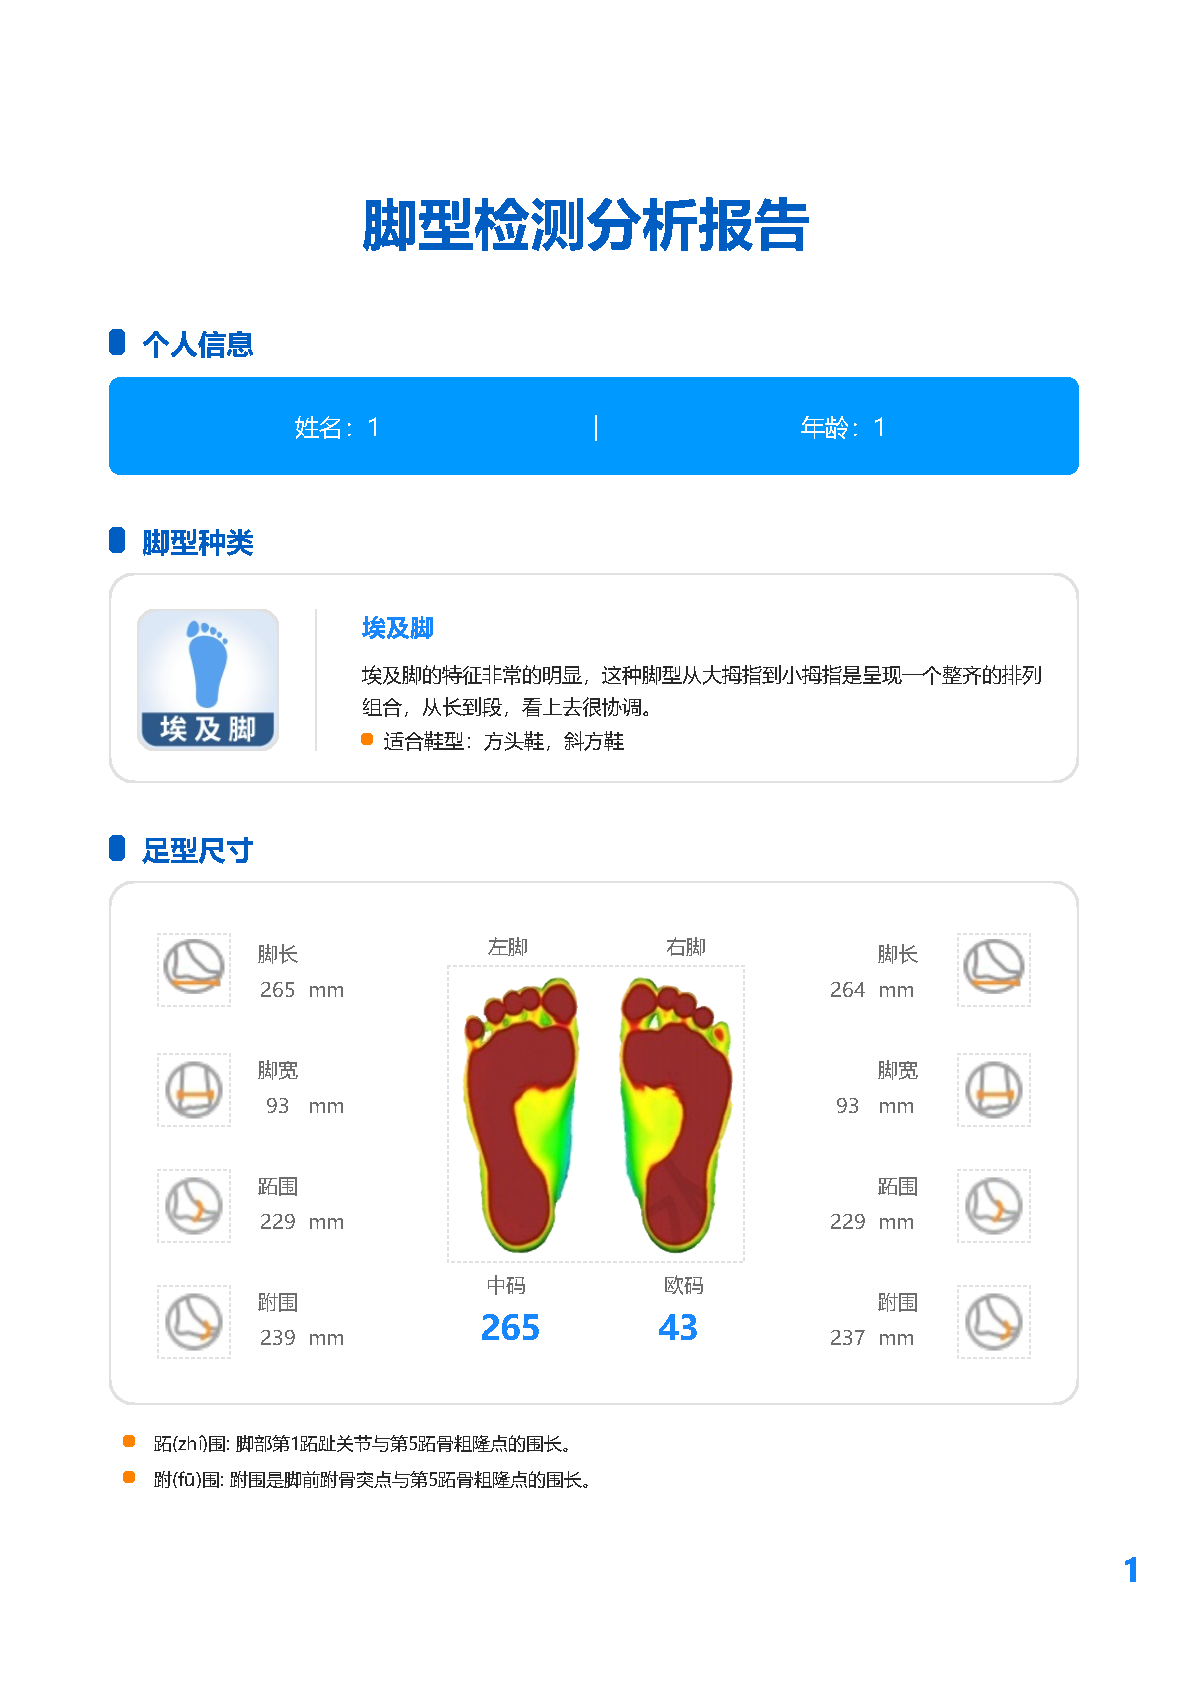 脚型检测分析报告
个人信息
姓名：1 | 年龄：1
脚型种类
埃及脚
埃及脚
埃及脚的特征非常的明显，这种脚型从大拇指到小拇指是呈现一个整齐的排列
组合，从长到段，看上去很协调。
适合鞋型：方头鞋，斜方鞋
足型尺寸
左脚 右脚
脚长 脚长
265 mm 264 mm
脚宽 脚宽
93 mm 93 mm
跖围 跖围
229 mm 229 mm
中码 欧码
跗围 跗围
265 43
239 mm 237 mm
跖(zhí)围: 脚部第1跖趾关节与第5跖骨粗隆点的围长。
跗(fū)围: 跗围是脚前跗骨突点与第5跖骨粗隆点的围长。
1